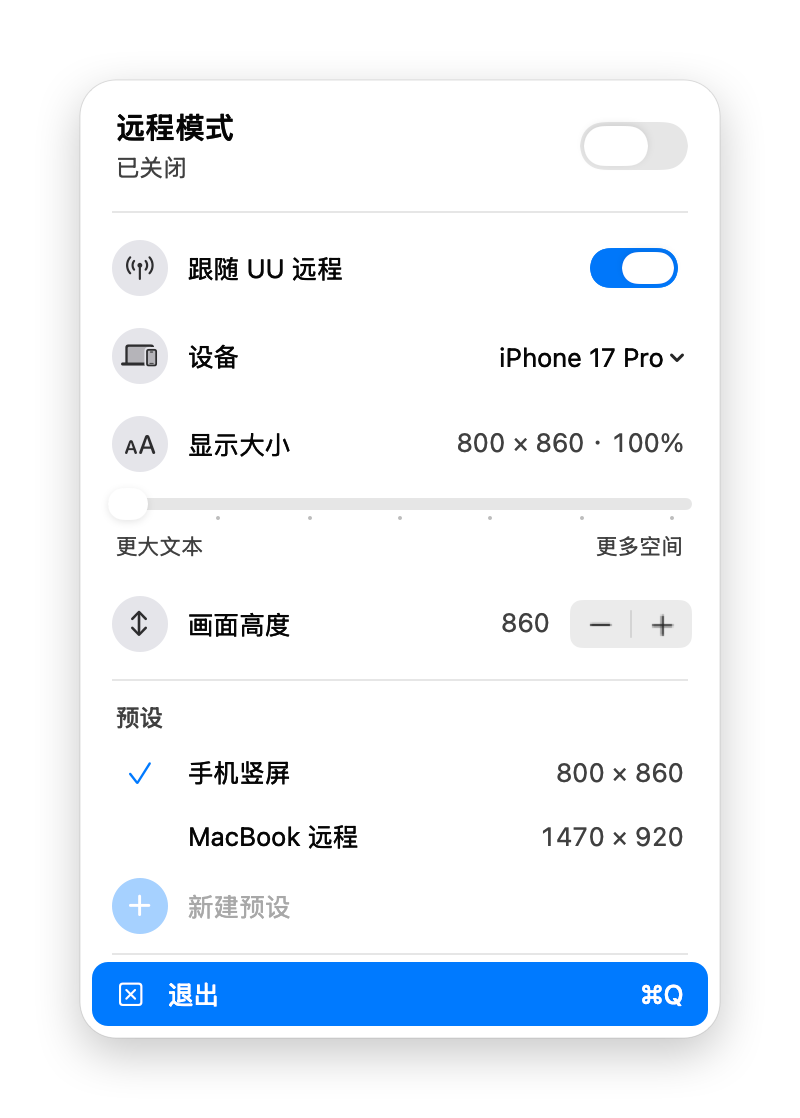 远程模式
已关闭
跟随 UU 远程
设备 iPhone 17 Pro
AA 显示大小 800 × 860 · 100%
更大文本 更多空间
画面高度 860 − +
预设
手机竖屏 800 × 860
MacBook 远程 1470 × 920
+ 新建预设
退出 ⌘Q